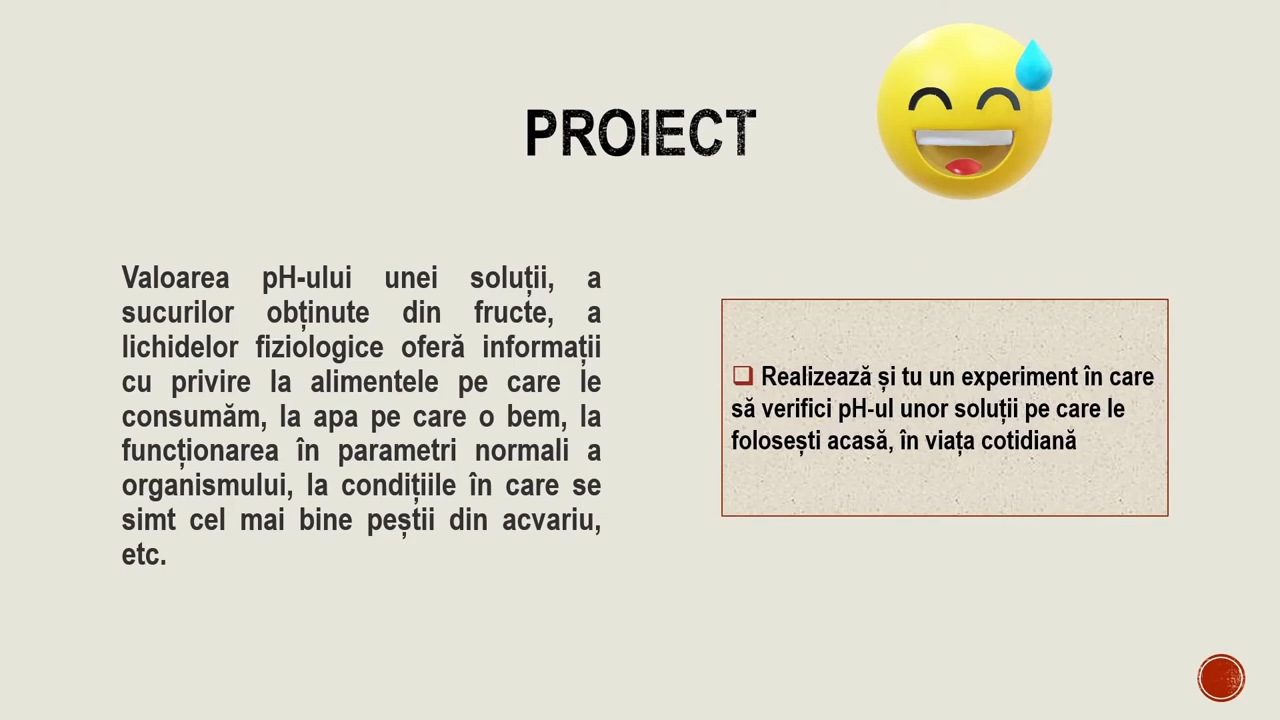 PROIECT
Valoarea pH-ului unei soluții, a
sucurilor obținute din fructe, a
lichidelor fiziologice oferă informații
cu privire la alimentele pe care le
consumăm, la apa pe care o bem, la
funcționarea în parametri normali a
organismului, la condițiile în care se
simt cel mai bine peștii din acvariu,
etc.
❑ Realizează și tu un experiment în care
să verifici pH-ul unor soluții pe care le
folosești acasă, în viața cotidiană